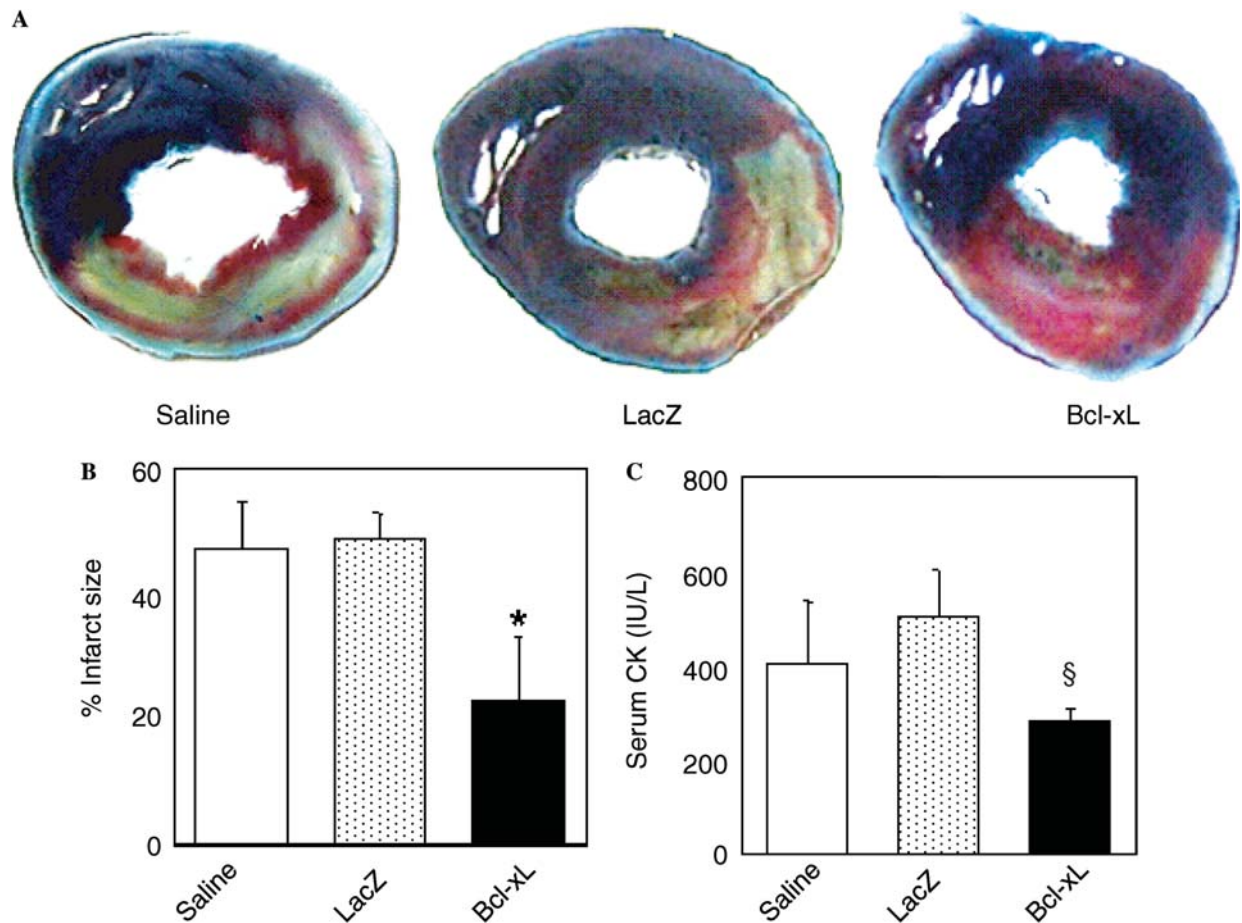 A
Saline
LacZ
Bcl-xL
B
60
40
20
0
% Infarct size
*
Saline
LacZ
Bcl-xL
C
800
600
400
200
0
Serum CK (IU/L)
§
Saline
LacZ
Bcl-xL